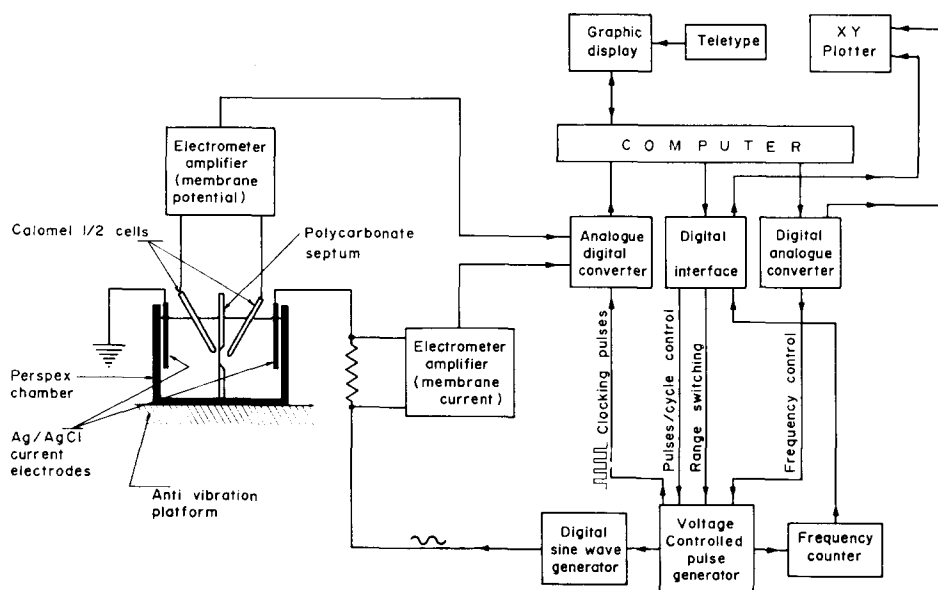 Graphic
display
Teletype
X Y
Plotter
COMPUTER
Electrometer
amplifier
(membrane
potential)
Calomel 1/2 cells
Polycarbonate
septum
Analogue
digital
converter
Digital
interface
Digital
analogue
converter
Electrometer
amplifier
(membrane
current)
Perspex
chamber
Ag/AgCl
current
electrodes
Anti vibration
platform
Clocking pulses
Pulses/cycle control
Range switching
Frequency control
Digital
sine wave
generator
Voltage
Controlled
pulse
generator
Frequency
counter